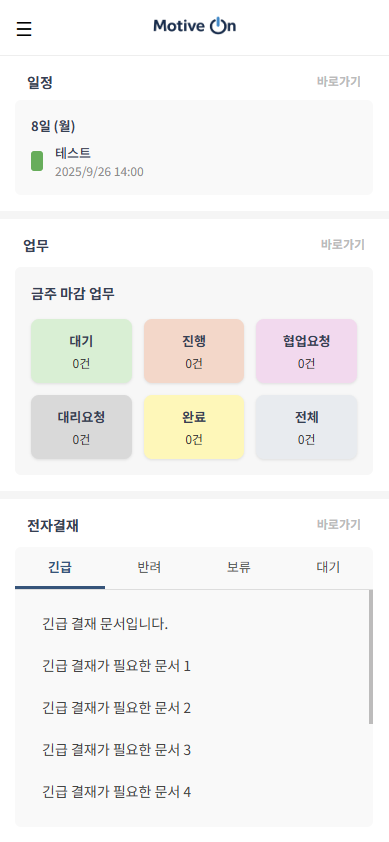 ☰
Motive On
일정
바로가기
8일 (월)
테스트
2025/9/26 14:00
업무
바로가기
금주 마감 업무
대기
0건
진행
0건
협업요청
0건
대리요청
0건
완료
0건
전체
0건
전자결재
바로가기
긴급
반려
보류
대기
긴급 결재 문서입니다.
긴급 결재가 필요한 문서 1
긴급 결재가 필요한 문서 2
긴급 결재가 필요한 문서 3
긴급 결재가 필요한 문서 4